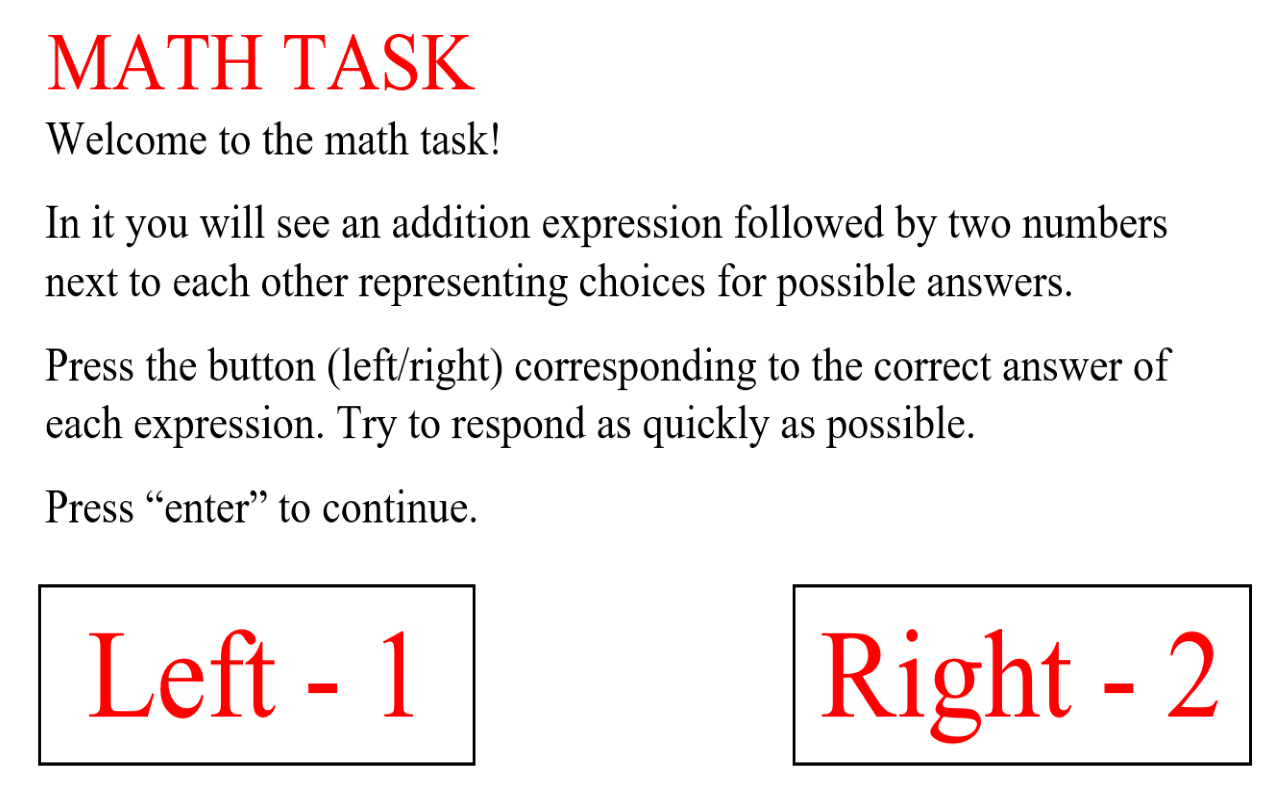 MATH TASK
Welcome to the math task!
In it you will see an addition expression followed by two numbers
next to each other representing choices for possible answers.
Press the button (left/right) corresponding to the correct answer of
each expression. Try to respond as quickly as possible.
Press “enter” to continue.
Left - 1
Right - 2